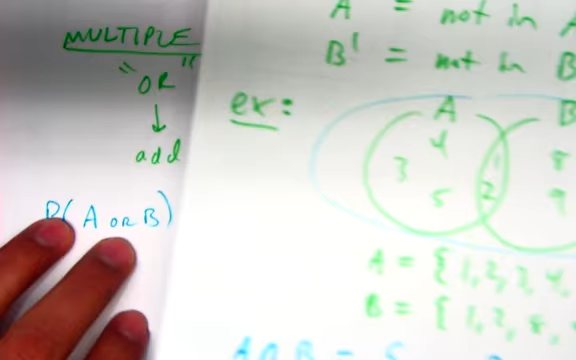 MULTIPLE
"OR"
↓
add
P(A OR B)
A' = not in A
B' = not in B
ex:
A B
4
3 1 8
5 2 9
A = {1, 2, 3, 4,
B = {1, 2, 8,
A ∩ B =